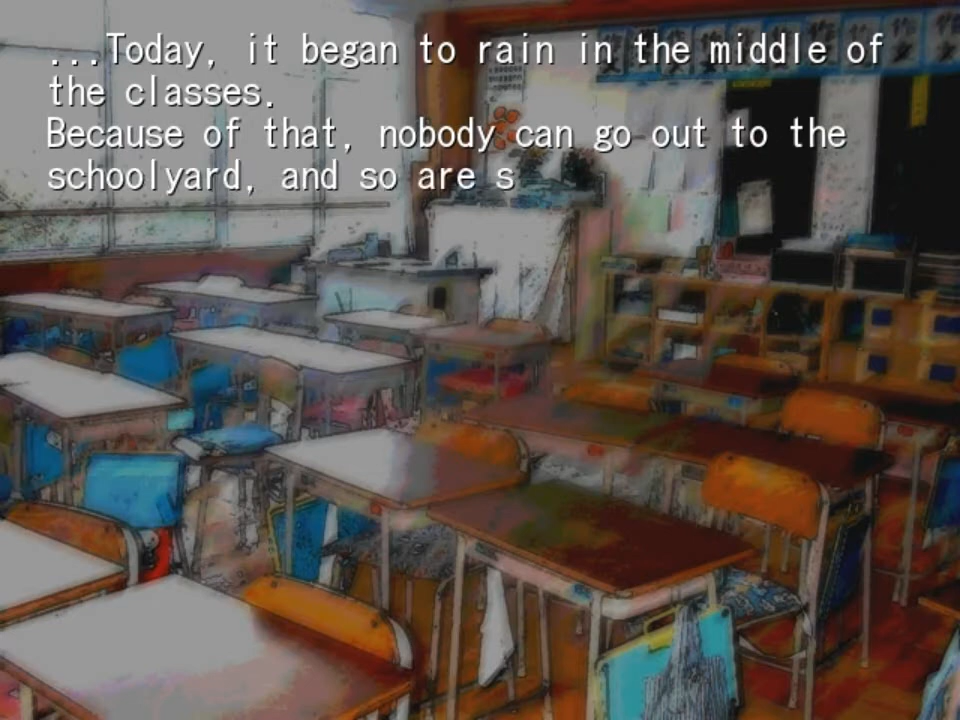 ...Today, it began to rain in the middle of
the classes.
Because of that, nobody can go out to the
schoolyard, and so are s